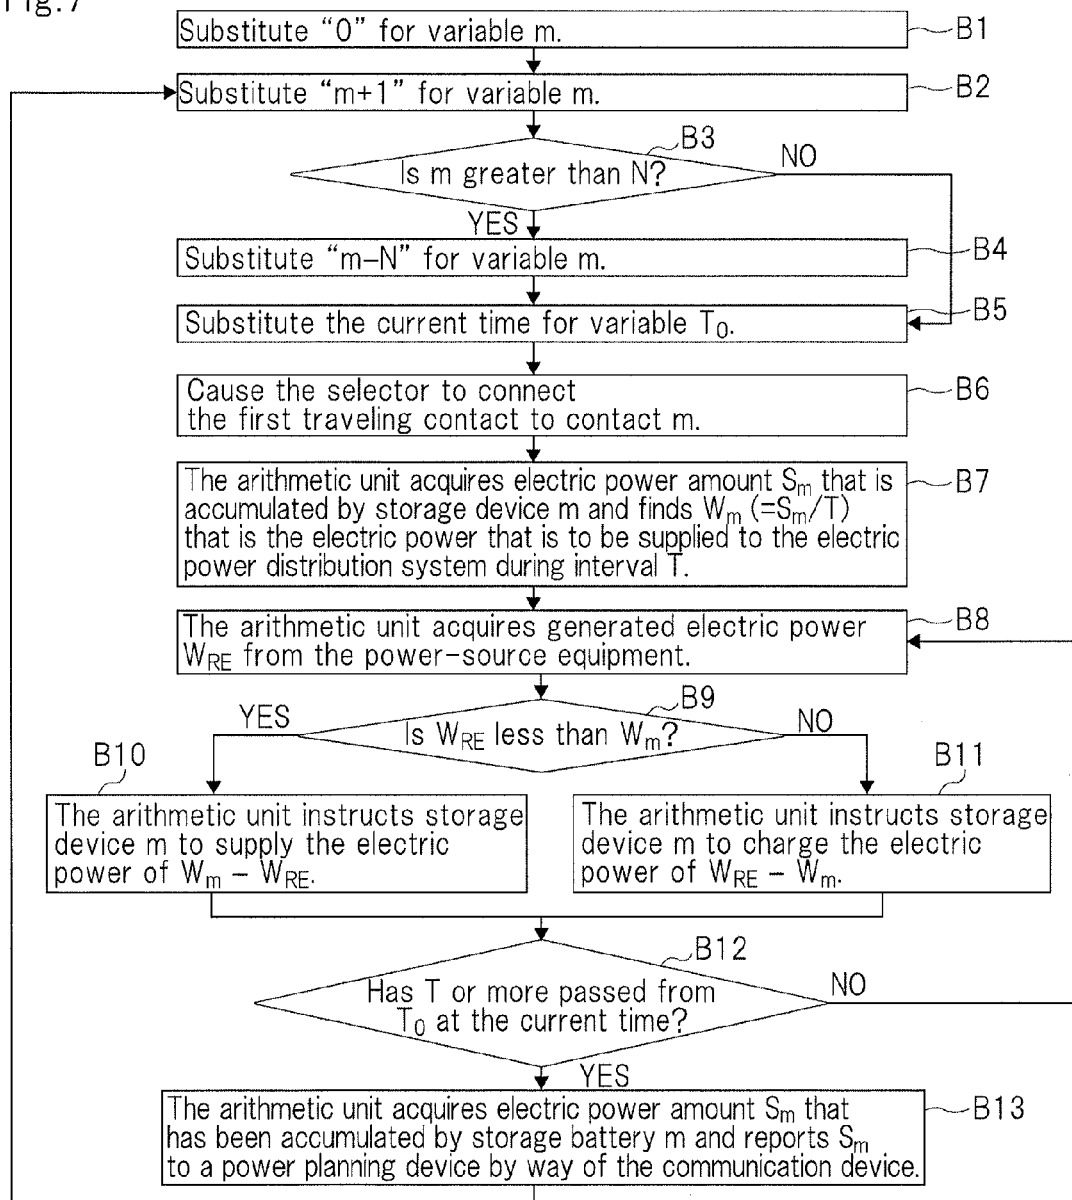 Fig.7
Substitute “0” for variable m.
B1
Substitute “m+1” for variable m.
B2
B3
Is m greater than N?
NO
YES
Substitute “m−N” for variable m.
B4
Substitute the current time for variable T0.
B5
Cause the selector to connect
the first traveling contact to contact m.
B6
The arithmetic unit acquires electric power amount Sm that is
accumulated by storage device m and finds Wm (=Sm/T)
that is the electric power that is to be supplied to the electric
power distribution system during interval T.
B7
The arithmetic unit acquires generated electric power
WRE from the power-source equipment.
B8
B9
Is WRE less than Wm?
YES
NO
B10
The arithmetic unit instructs storage
device m to supply the electric
power of Wm − WRE.
B11
The arithmetic unit instructs storage
device m to charge the electric
power of WRE − Wm.
B12
Has T or more passed from
T0 at the current time?
NO
YES
The arithmetic unit acquires electric power amount Sm that
has been accumulated by storage battery m and reports Sm
to a power planning device by way of the communication device.
B13